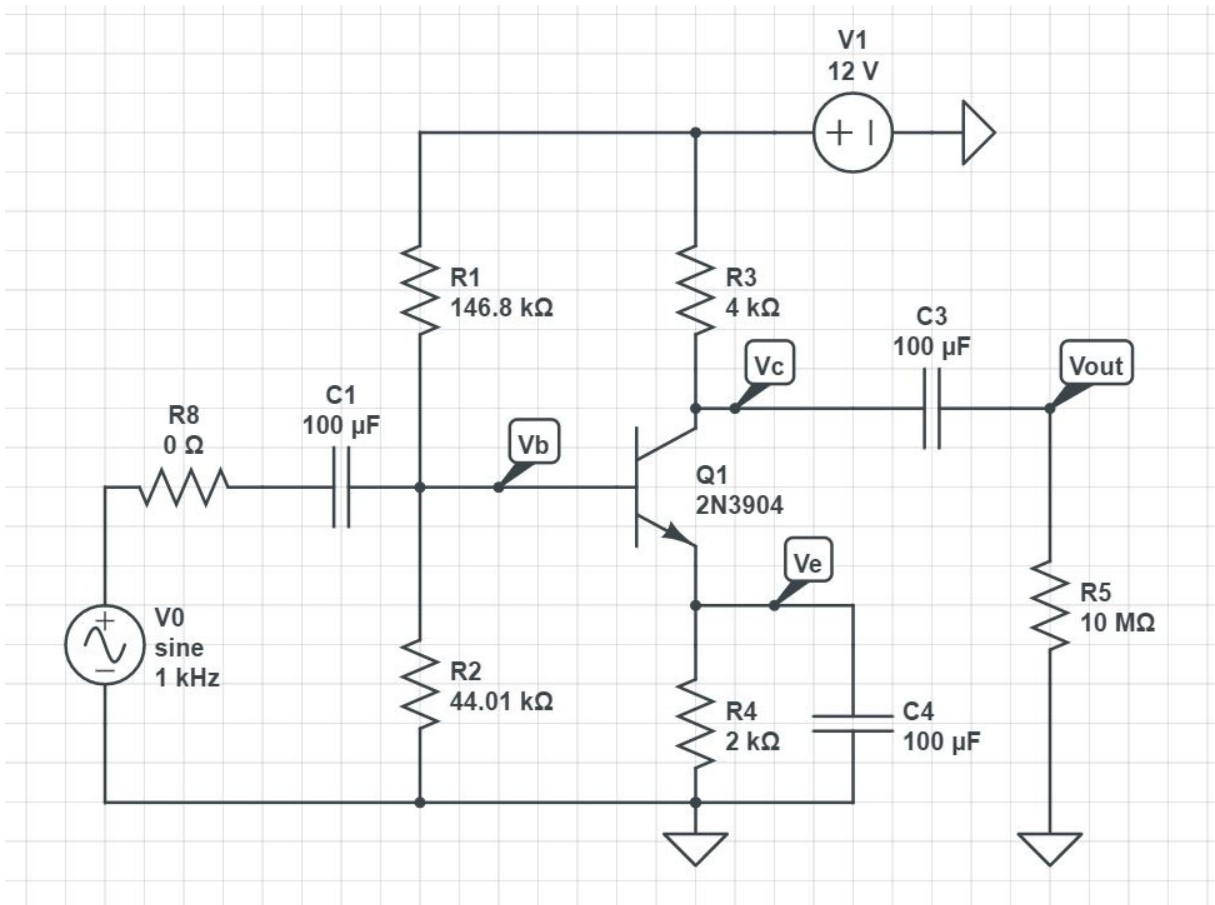 V1
12 V
R1
146.8 kΩ
R3
4 kΩ
C3
100 µF
Vc
Vout
C1
100 µF
R8
0 Ω
Vb
Q1
2N3904
Ve
V0
sine
1 kHz
R2
44.01 kΩ
R4
2 kΩ
C4
100 µF
R5
10 MΩ